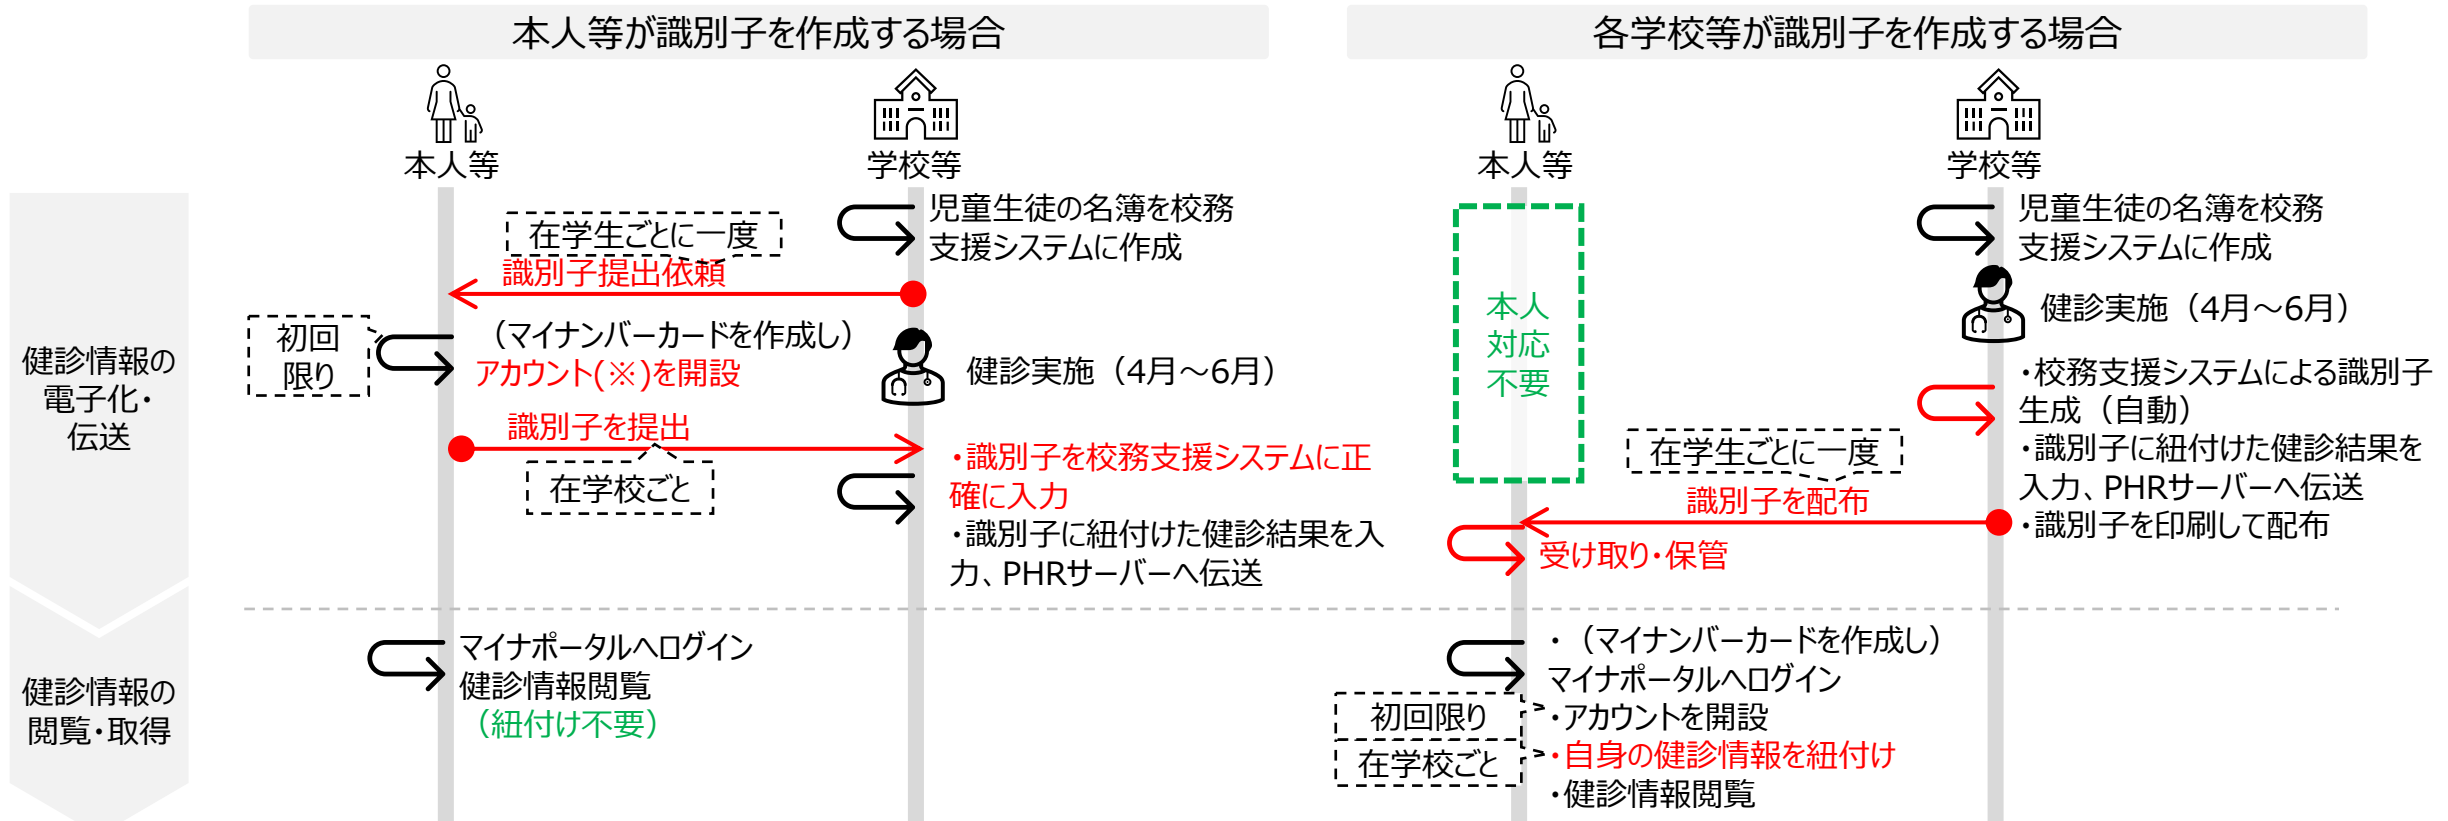 本人等が識別子を作成する場合
本人等
学校等
児童生徒の名簿を校務
支援システムに作成
在学生ごとに一度
識別子提出依頼
初回
限り
（マイナンバーカードを作成し）
アカウント(※)を開設
健診実施（4月～6月）
識別子を提出
在学校ごと
・識別子を校務支援システムに正
確に入力
・識別子に紐付けた健診結果を入
力、PHRサーバーへ伝送
マイナポータルへログイン
健診情報閲覧
（紐付け不要）
各学校等が識別子を作成する場合
本人等
学校等
児童生徒の名簿を校務
支援システムに作成
健診実施（4月～6月）
本人
対応
不要
・校務支援システムによる識別子
生成（自動）
・識別子に紐付けた健診結果を
入力、PHRサーバーへ伝送
・識別子を印刷して配布
在学生ごとに一度
識別子を配布
受け取り・保管
・（マイナンバーカードを作成し）
マイナポータルへログイン
・アカウントを開設
・自身の健診情報を紐付け
・健診情報閲覧
初回限り
在学校ごと
健診情報の
電子化・
伝送
健診情報の
閲覧・取得